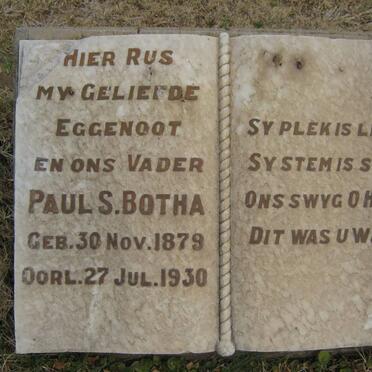 HIER RUS
MY GELIEFDE
EGGENOOT
EN ONS VADER
PAUL S. BOTHA
GEB. 30 NOV. 1879
OORL. 27 JUL. 1930
SY PLEK IS
SY STEM IS
ONS SWYG O
DIT WAS U